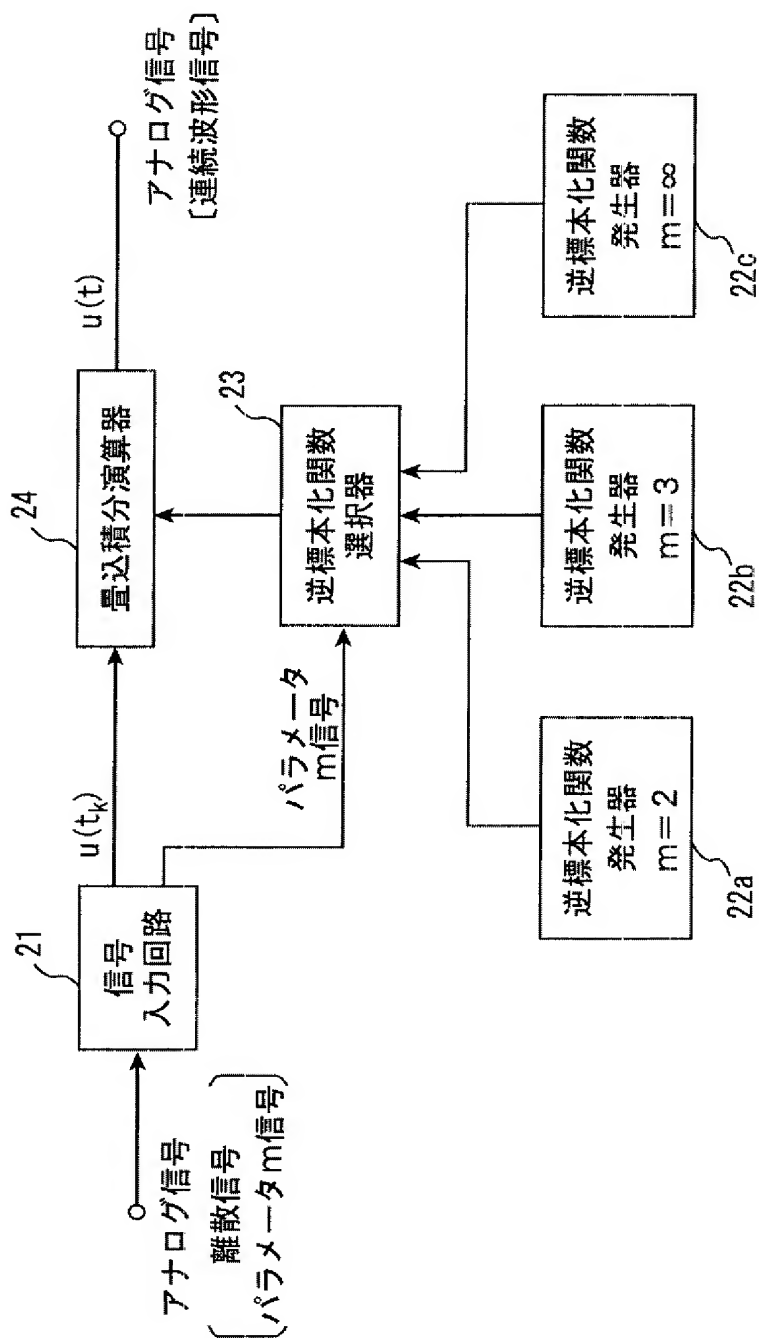 アナログ信号
離散信号
パラメータm信号
21
信号
入力回路
u(tk)
パラメータ
m信号
24
畳込積分演算器
u(t)
アナログ信号
〔連続波形信号〕
23
逆標本化関数
選択器
逆標本化関数
発生器
m=2
22a
逆標本化関数
発生器
m=3
22b
逆標本化関数
発生器
m=∞
22c